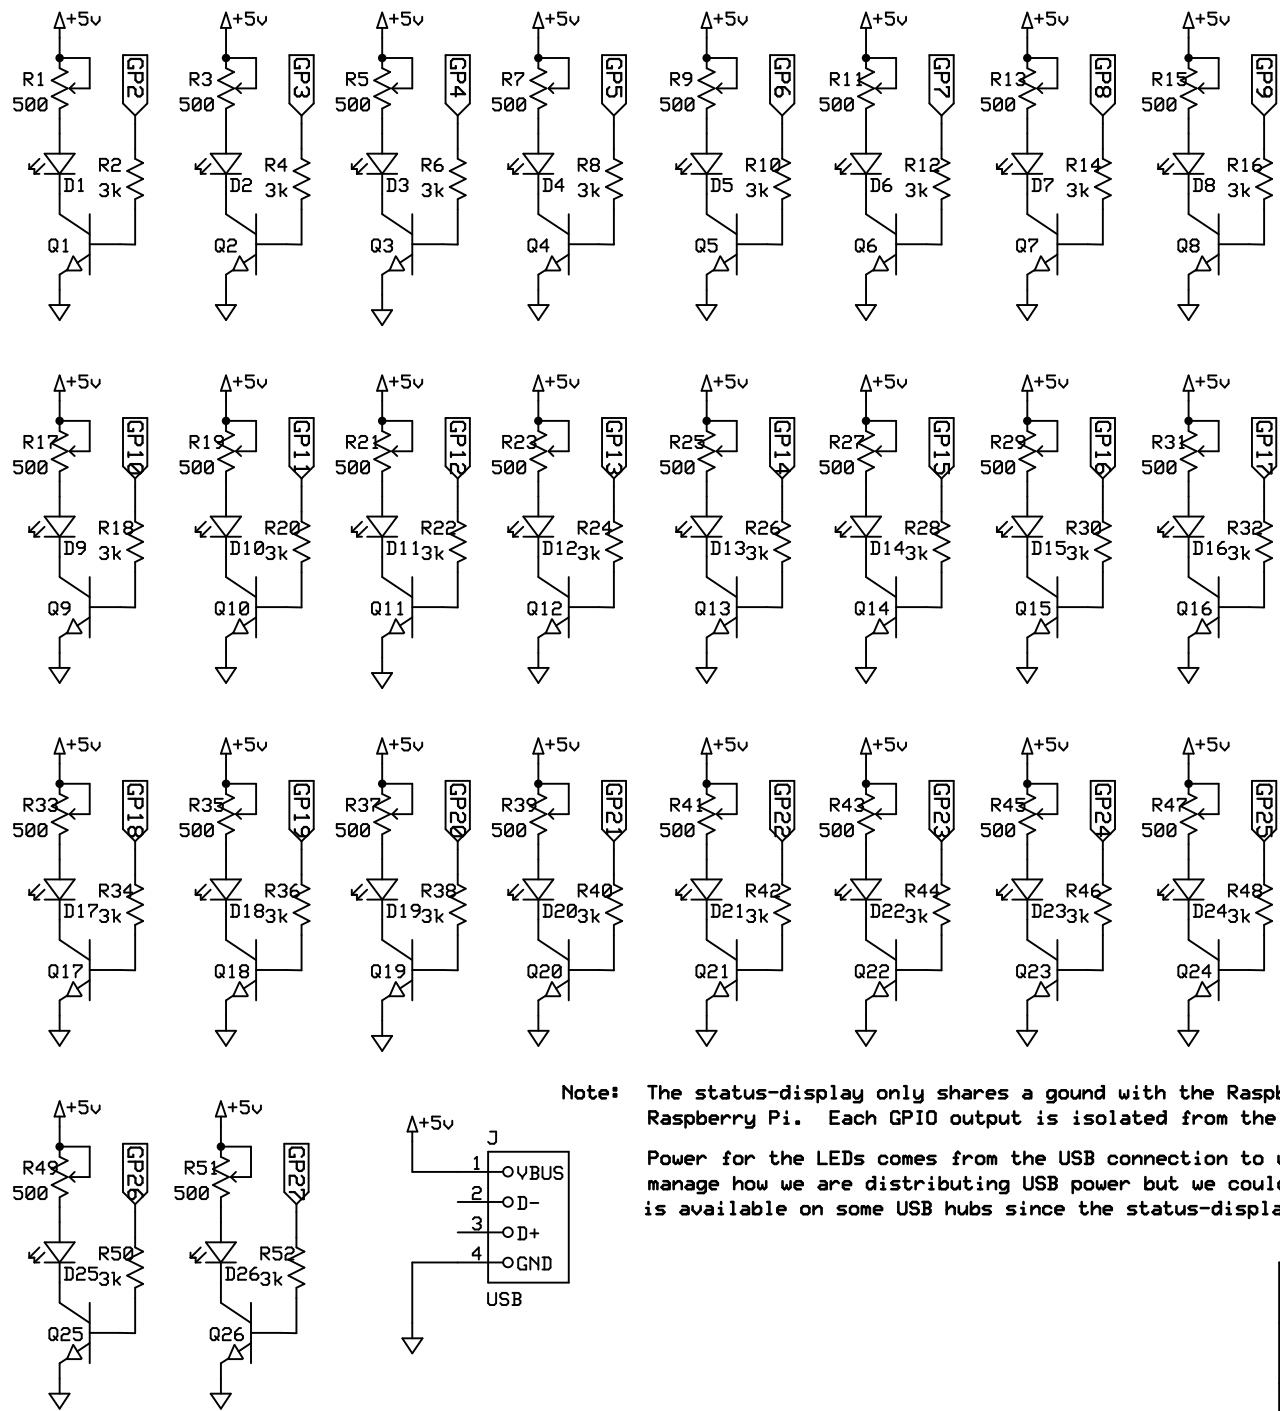 +5v +5v +5v +5v +5v +5v +5v +5v
R1 GP2 R3 GP3 R5 GP4 R7 GP5 R9 GP6 R11 GP7 R13 GP8 R15 GP9
500 500 500 500 500 500 500 500
R2 R4 R6 R8 R10 R12 R14 R16
D1 3k D2 3k D3 3k D4 3k D5 3k D6 3k D7 3k D8 3k
Q1 Q2 Q3 Q4 Q5 Q6 Q7 Q8
+5v +5v +5v +5v +5v +5v +5v +5v
R17 GP10 R19 GP11 R21 GP12 R23 GP13 R25 GP14 R27 GP15 R29 GP16 R31 GP17
500 500 500 500 500 500 500 500
R18 R20 R22 R24 R26 R28 R30 R32
D9 3k D10 3k D11 3k D12 3k D13 3k D14 3k D15 3k D16 3k
Q9 Q10 Q11 Q12 Q13 Q14 Q15 Q16
+5v +5v +5v +5v +5v +5v +5v +5v
R33 GP18 R35 GP19 R37 GP20 R39 GP21 R41 GP22 R43 GP23 R45 GP24 R47 GP25
500 500 500 500 500 500 500 500
R34 R36 R38 R40 R42 R44 R46 R48
D17 3k D18 3k D19 3k D20 3k D21 3k D22 3k D23 3k D24 3k
Q17 Q18 Q19 Q20 Q21 Q22 Q23 Q24
Note: The status-display only shares a gound with the Raspb
Raspberry Pi. Each GPIO output is isolated from the
Power for the LEDs comes from the USB connection to
manage how we are distributing USB power but we coul
is available on some USB hubs since the status-displa
+5v +5v
R49 GP26 R51 GP27
500 500
R50 R52
D25 3k D26 3k
Q25 Q26
+5v
J
1 VBUS
2 D-
3 D+
4 GND
USB